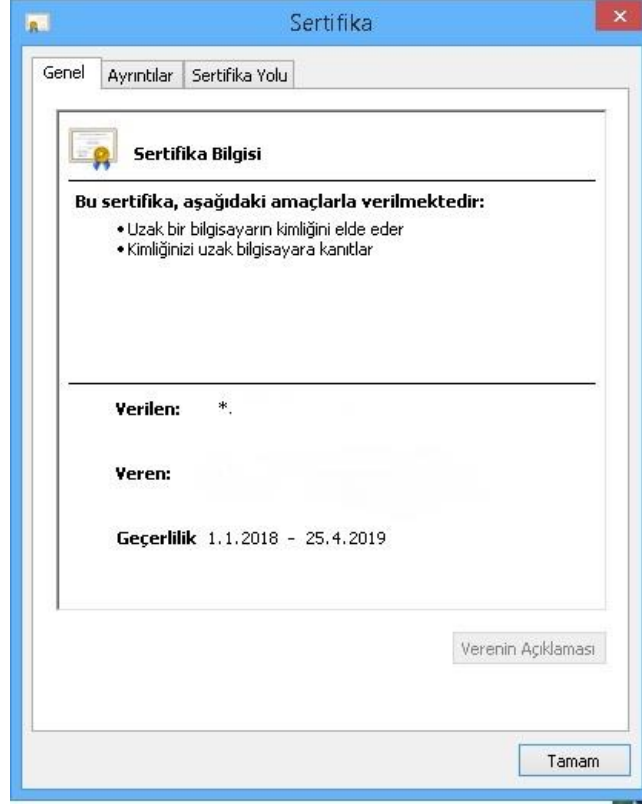 Sertifika
Genel Ayrıntılar Sertifika Yolu
Sertifika Bilgisi
Bu sertifika, aşağıdaki amaçlarla verilmektedir:
• Uzak bir bilgisayarın kimliğini elde eder
• Kimliğinizi uzak bilgisayara kanıtlar
Verilen: *.
Veren:
Geçerlilik 1.1.2018 - 25.4.2019
Verenin Açıklaması
Tamam